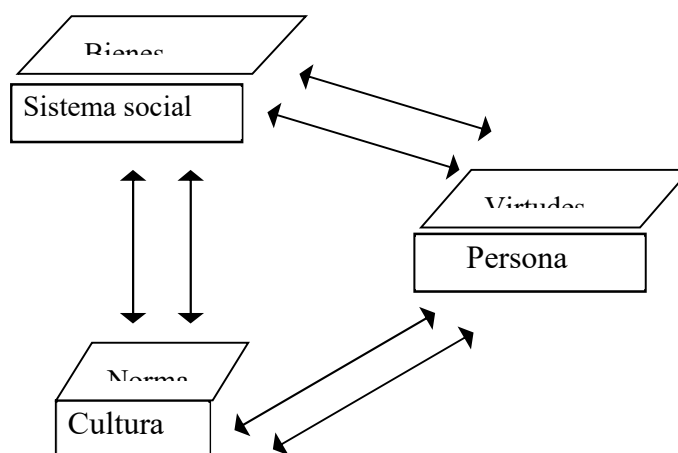 Bienes
Sistema social
Virtudes
Persona
Norma
Cultura